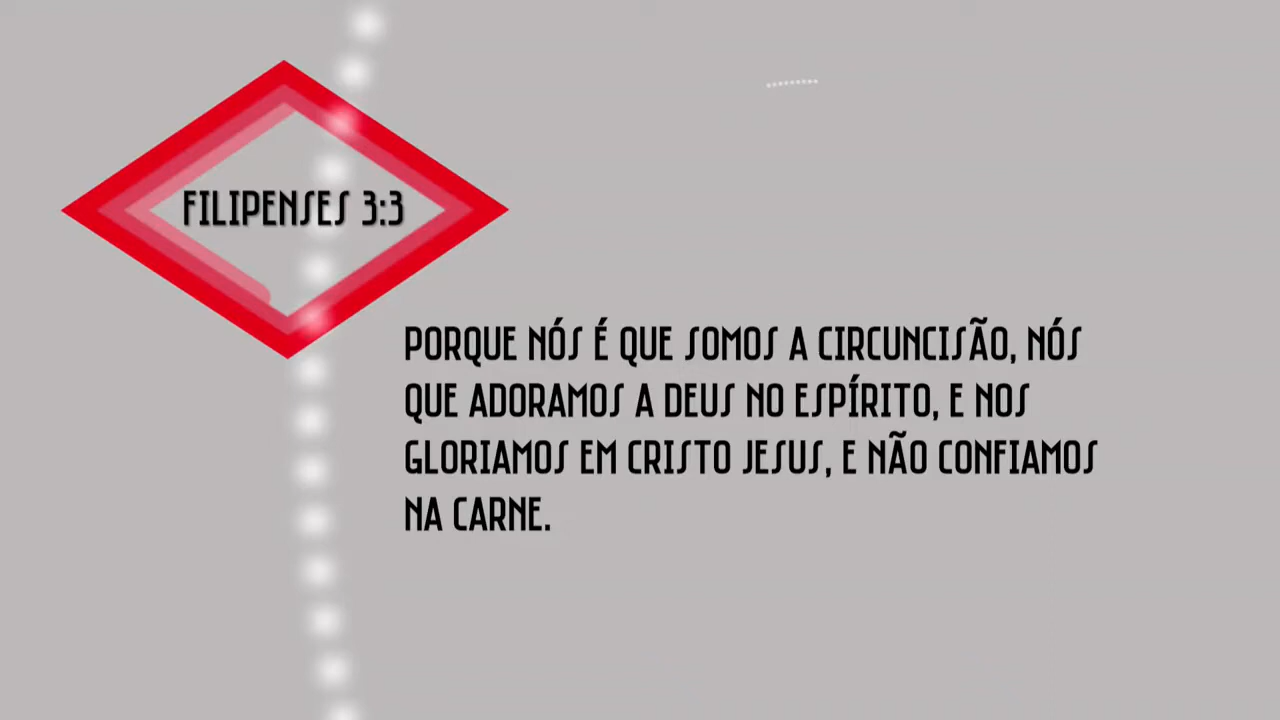 FILIPENSES 3:3
PORQUE NÓS É QUE SOMOS A CIRCUNCISÃO, NÓS
QUE ADORAMOS A DEUS NO ESPÍRITO, E NOS
GLORIAMOS EM CRISTO JESUS, E NÃO CONFIAMOS
NA CARNE.